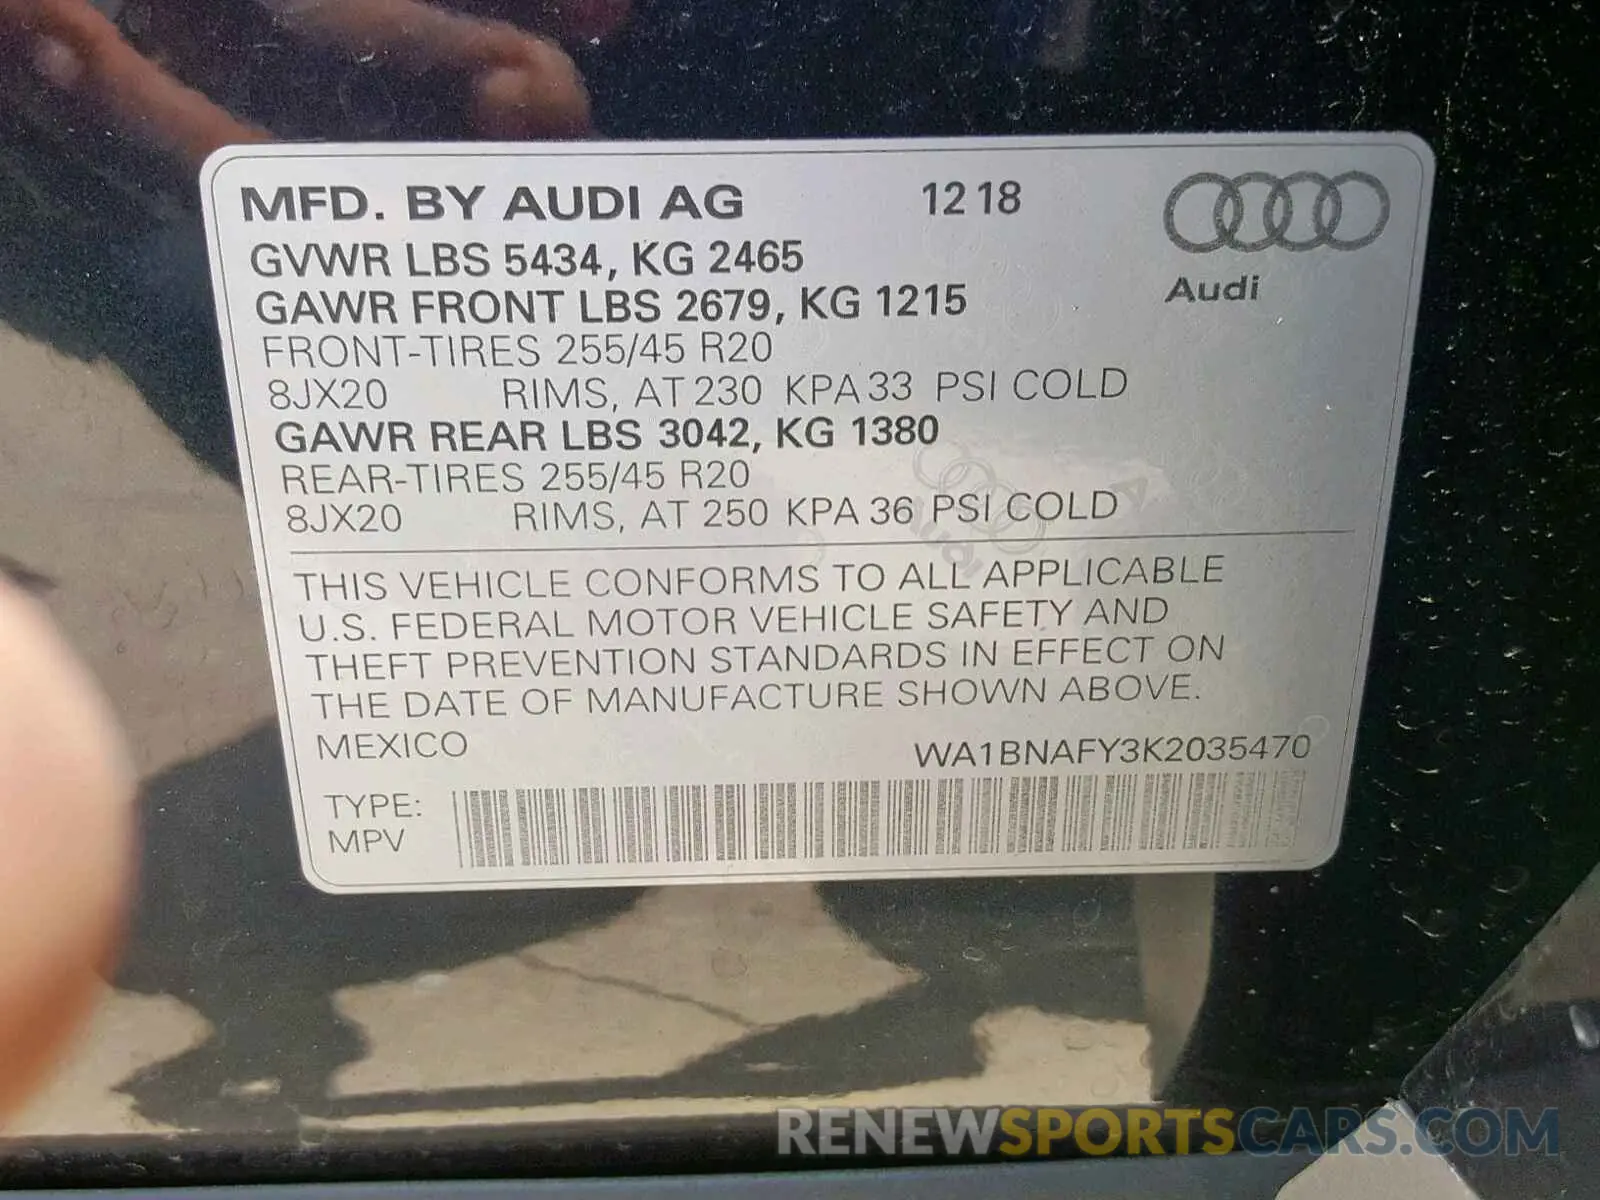 MFD. BY AUDI AG 12 18
GVWR LBS 5434, KG 2465
GAWR FRONT LBS 2679, KG 1215
Audi
FRONT-TIRES 255/45 R20
8JX20 RIMS, AT 230 KPA 33 PSI COLD
GAWR REAR LBS 3042, KG 1380
REAR-TIRES 255/45 R20
8JX20 RIMS, AT 250 KPA 36 PSI COLD
Audi
THIS VEHICLE CONFORMS TO ALL APPLICABLE
U.S. FEDERAL MOTOR VEHICLE SAFETY AND
THEFT PREVENTION STANDARDS IN EFFECT ON
THE DATE OF MANUFACTURE SHOWN ABOVE.
MEXICO WA1BNAFY3K2035470
TYPE:
MPV
RENEWSPORTSCARS.COM